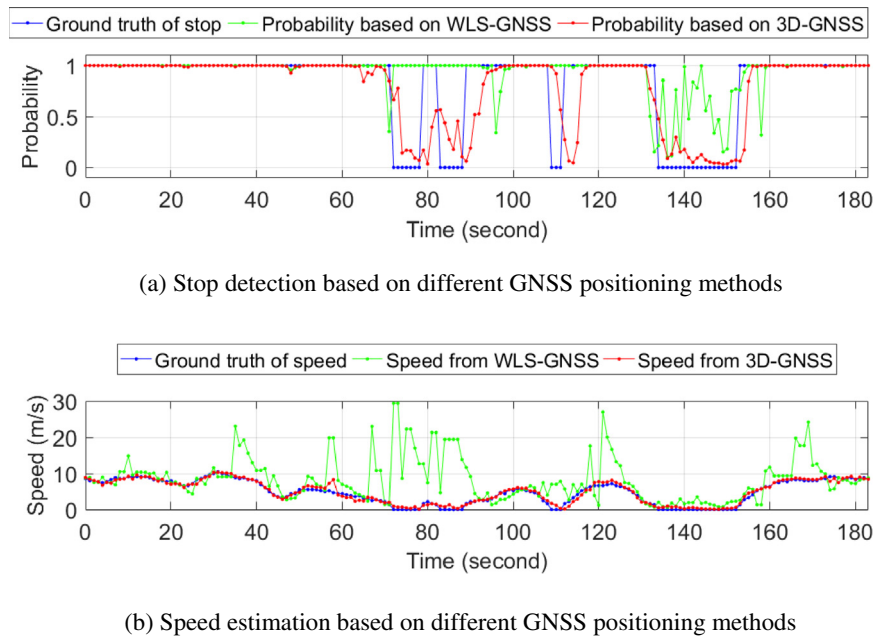 Ground truth of stop Probability based on WLS-GNSS Probability based on 3D-GNSS
1
0.5
0
Probability
0 20 40 60 80 100 120 140 160 180
Time (second)
(a) Stop detection based on different GNSS positioning methods
Ground truth of speed Speed from WLS-GNSS Speed from 3D-GNSS
30
20
10
0
Speed (m/s)
0 20 40 60 80 100 120 140 160 180
Time (second)
(b) Speed estimation based on different GNSS positioning methods